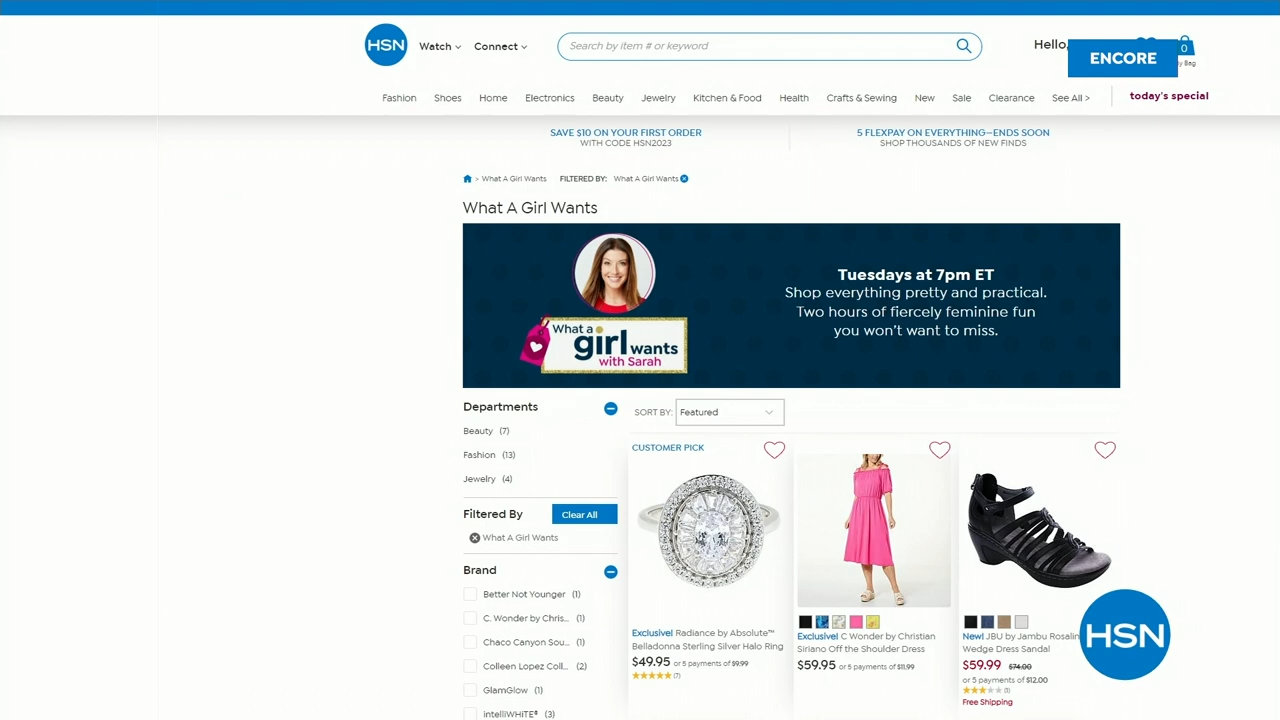 HSN
Watch
Connect
Search by item # or keyword
Hello,
ENCORE
0
Bag
Fashion
Shoes
Home
Electronics
Beauty
Jewelry
Kitchen & Food
Health
Crafts & Sewing
New
Sale
Clearance
See All >
today's special
SAVE $10 ON YOUR FIRST ORDER
WITH CODE HSN2023
5 FLEXPAY ON EVERYTHING—ENDS SOON
SHOP THOUSANDS OF NEW FINDS
> What A Girl Wants
FILTERED BY: What A Girl Wants
What A Girl Wants
What a
girl wants
with Sarah
Tuesdays at 7pm ET
Shop everything pretty and practical.
Two hours of fiercely feminine fun
you won't want to miss.
Departments
Beauty (7)
Fashion (13)
Jewelry (4)
Filtered By
Clear All
What A Girl Wants
Brand
Better Not Younger (1)
C. Wonder by Chris... (1)
Chaco Canyon Sou... (1)
Colleen Lopez Coll... (2)
GlamGlow (1)
intelliWHiTE® (3)
SORT BY: Featured
CUSTOMER PICK
Exclusive! Radiance by Absolute™
Belladonna Sterling Silver Halo Ring
$49.95 or 5 payments of $9.99
(7)
Exclusive! C Wonder by Christian
Siriano Off the Shoulder Dress
$59.95 or 5 payments of $11.99
New! JBU by Jambu Rosalin
Wedge Dress Sandal
$59.99 $74.00
or 5 payments of $12.00
Free Shipping
HSN